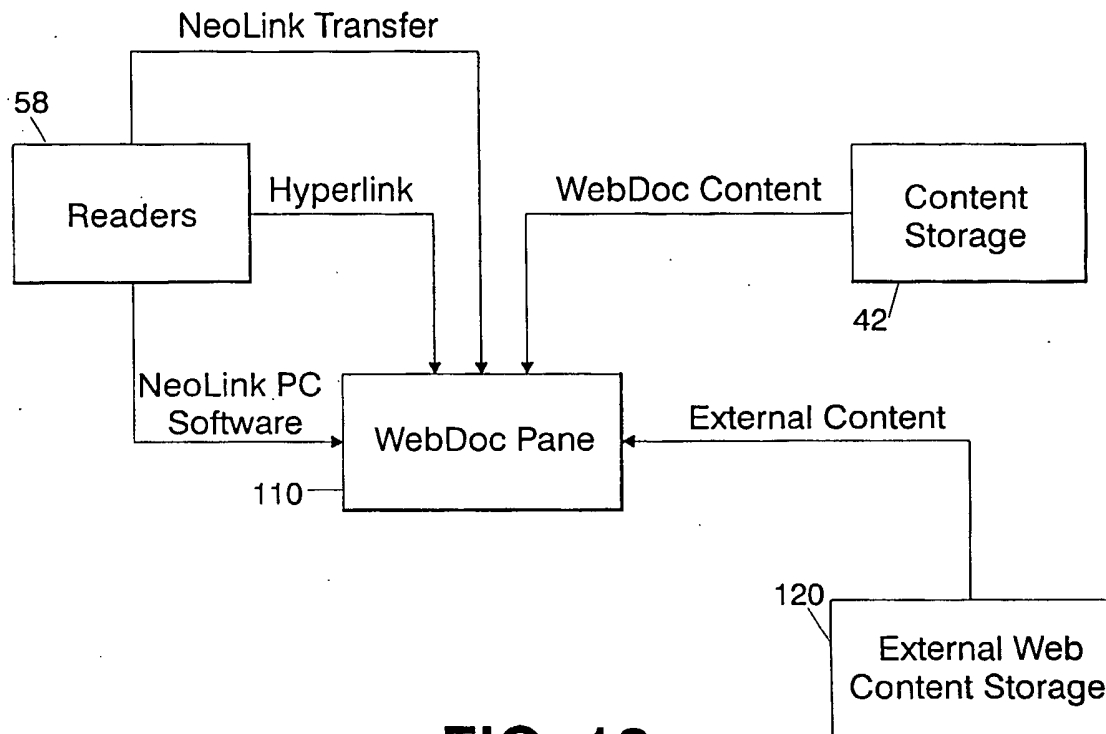 NeoLink Transfer
58
Readers
Hyperlink
WebDoc Content
Content
Storage
42
NeoLink PC
Software
WebDoc Pane
110
External Content
120
External Web
Content Storage